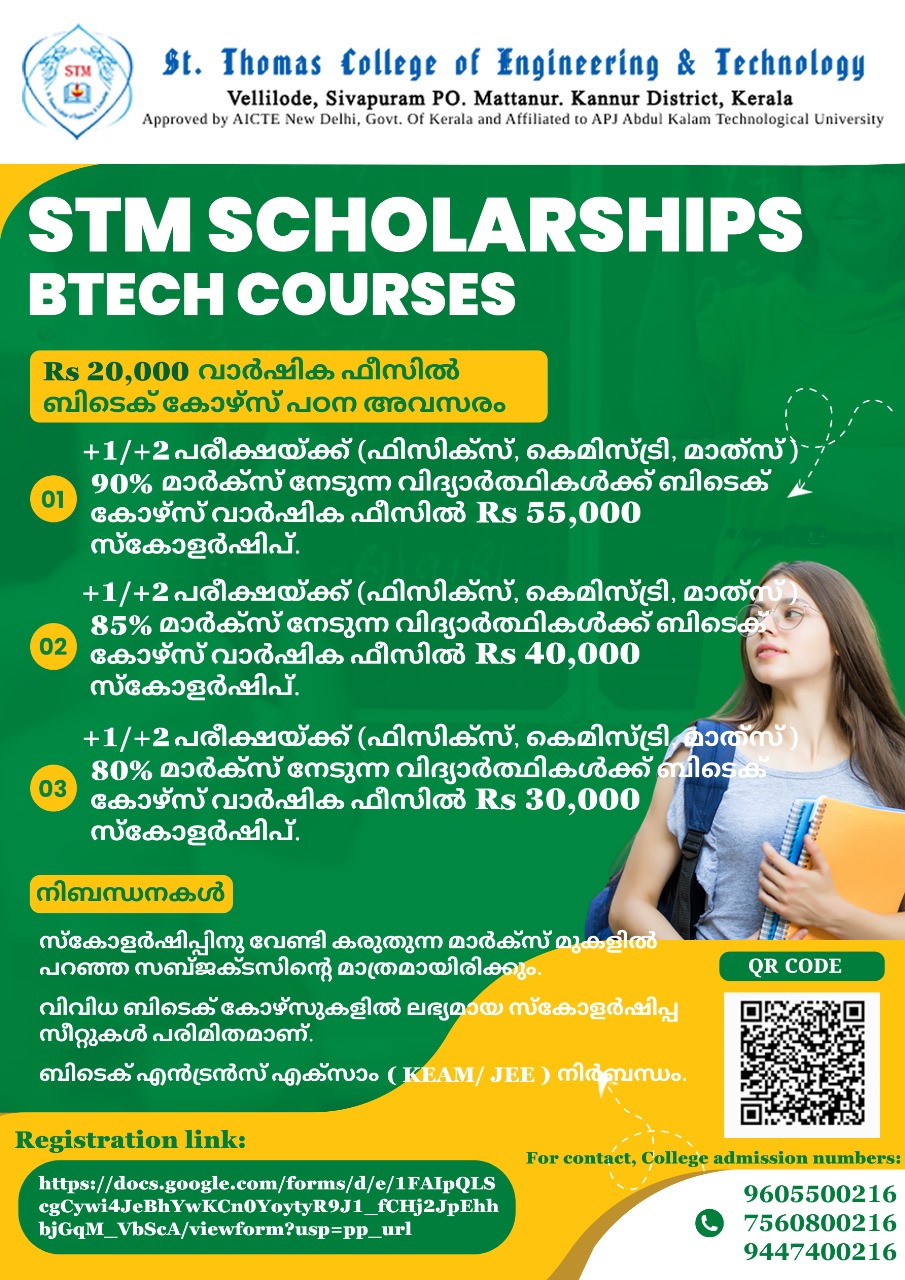 STM
St. Thomas College of Engineering & Technology
Vellilode, Sivapuram PO. Mattanur. Kannur District, Kerala
Approved by AICTE New Delhi, Govt. Of Kerala and Affiliated to APJ Abdul Kalam Technological University
STM SCHOLARSHIPS
BTECH COURSES
Rs 20,000 വാർഷിക ഫീസിൽ
ബിടെക് കോഴ്സ് പഠന അവസരം
+1/+2 പരീക്ഷയ്ക്ക് (ഫിസിക്സ്, കെമിസ്ട്രി, മാത്സ് )
01
90% മാർക്സ് നേടുന്ന വിദ്യാർത്ഥികൾക്ക് ബിടെക്
കോഴ്സ് വാർഷിക ഫീസിൽ Rs 55,000
സ്കോളർഷിപ്.
+1/+2 പരീക്ഷയ്ക്ക് (ഫിസിക്സ്, കെമിസ്ട്രി, മാത്സ് )
02
85% മാർക്സ് നേടുന്ന വിദ്യാർത്ഥികൾക്ക് ബിടെക്
കോഴ്സ് വാർഷിക ഫീസിൽ Rs 40,000
സ്കോളർഷിപ്.
+1/+2 പരീക്ഷയ്ക്ക് (ഫിസിക്സ്, കെമിസ്ട്രി, മാത്സ് )
03
80% മാർക്സ് നേടുന്ന വിദ്യാർത്ഥികൾക്ക് ബിടെക്
കോഴ്സ് വാർഷിക ഫീസിൽ Rs 30,000
സ്കോളർഷിപ്.
നിബന്ധനകൾ
സ്കോളർഷിപ്പിനു വേണ്ടി കരുതുന്ന മാർക്സ് മുകളിൽ
പറഞ്ഞ സബ്ജക്ടസിന്റെ മാത്രമായിരിക്കും.
വിവിധ ബിടെക് കോഴ്സുകളിൽ ലഭ്യമായ സ്കോളർഷിപ്പ
സീറ്റുകൾ പരിമിതമാണ്.
ബിടെക് എൻട്രൻസ് എക്സാം ( KEAM/ JEE ) നിർബന്ധം.
QR CODE
Registration link:
https://docs.google.com/forms/d/e/1FAIpQLS
cgCywi4JeBhYwKCn0YoytyR9J1_fCHj2JpEhh
bjGqM_VbScA/viewform?usp=pp_url
For contact, College admission numbers:
9605500216
7560800216
9447400216